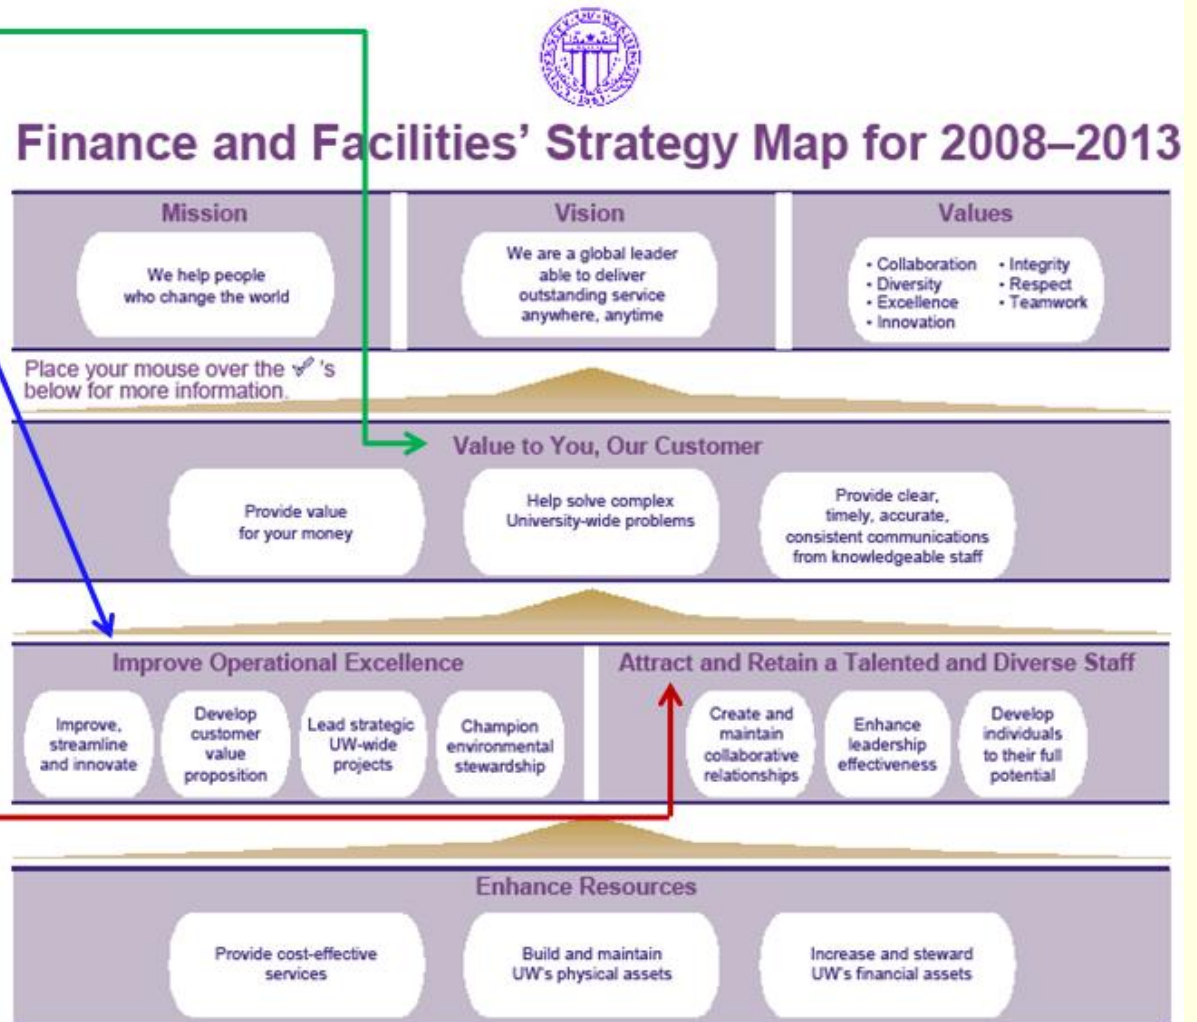 Finance and Facilities’ Strategy Map for 2008–2013
Mission
We help people
who change the world
Vision
We are a global leader
able to deliver
outstanding service
anywhere, anytime
Values
• Collaboration
• Diversity
• Excellence
• Innovation
• Integrity
• Respect
• Teamwork
Place your mouse over the 's
below for more information.
Value to You, Our Customer
Provide value
for your money
Help solve complex
University-wide problems
Provide clear,
timely, accurate,
consistent communications
from knowledgeable staff
Improve Operational Excellence
Improve,
streamline
and innovate
Develop
customer
value
proposition
Lead strategic
UW-wide
projects
Champion
environmental
stewardship
Attract and Retain a Talented and Diverse Staff
Create and
maintain
collaborative
relationships
Enhance
leadership
effectiveness
Develop
individuals
to their full
potential
Enhance Resources
Provide cost-effective
services
Build and maintain
UW's physical assets
Increase and steward
UW's financial assets